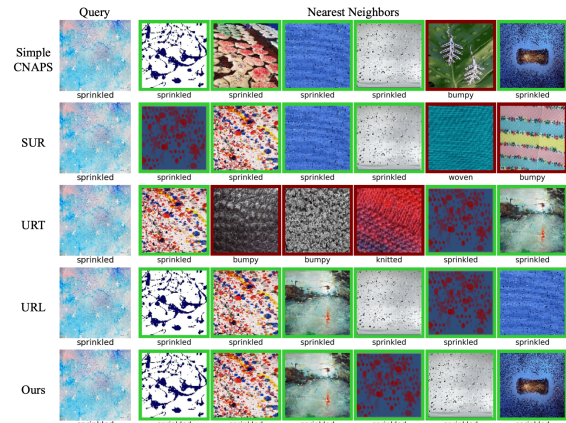 Query Nearest Neighbors
Simple
CNAPS
sprinkled sprinkled sprinkled sprinkled sprinkled bumpy sprinkled
SUR
sprinkled sprinkled sprinkled sprinkled sprinkled woven bumpy
URT
sprinkled sprinkled bumpy bumpy knitted sprinkled sprinkled
URL
sprinkled sprinkled sprinkled sprinkled sprinkled sprinkled sprinkled
Ours